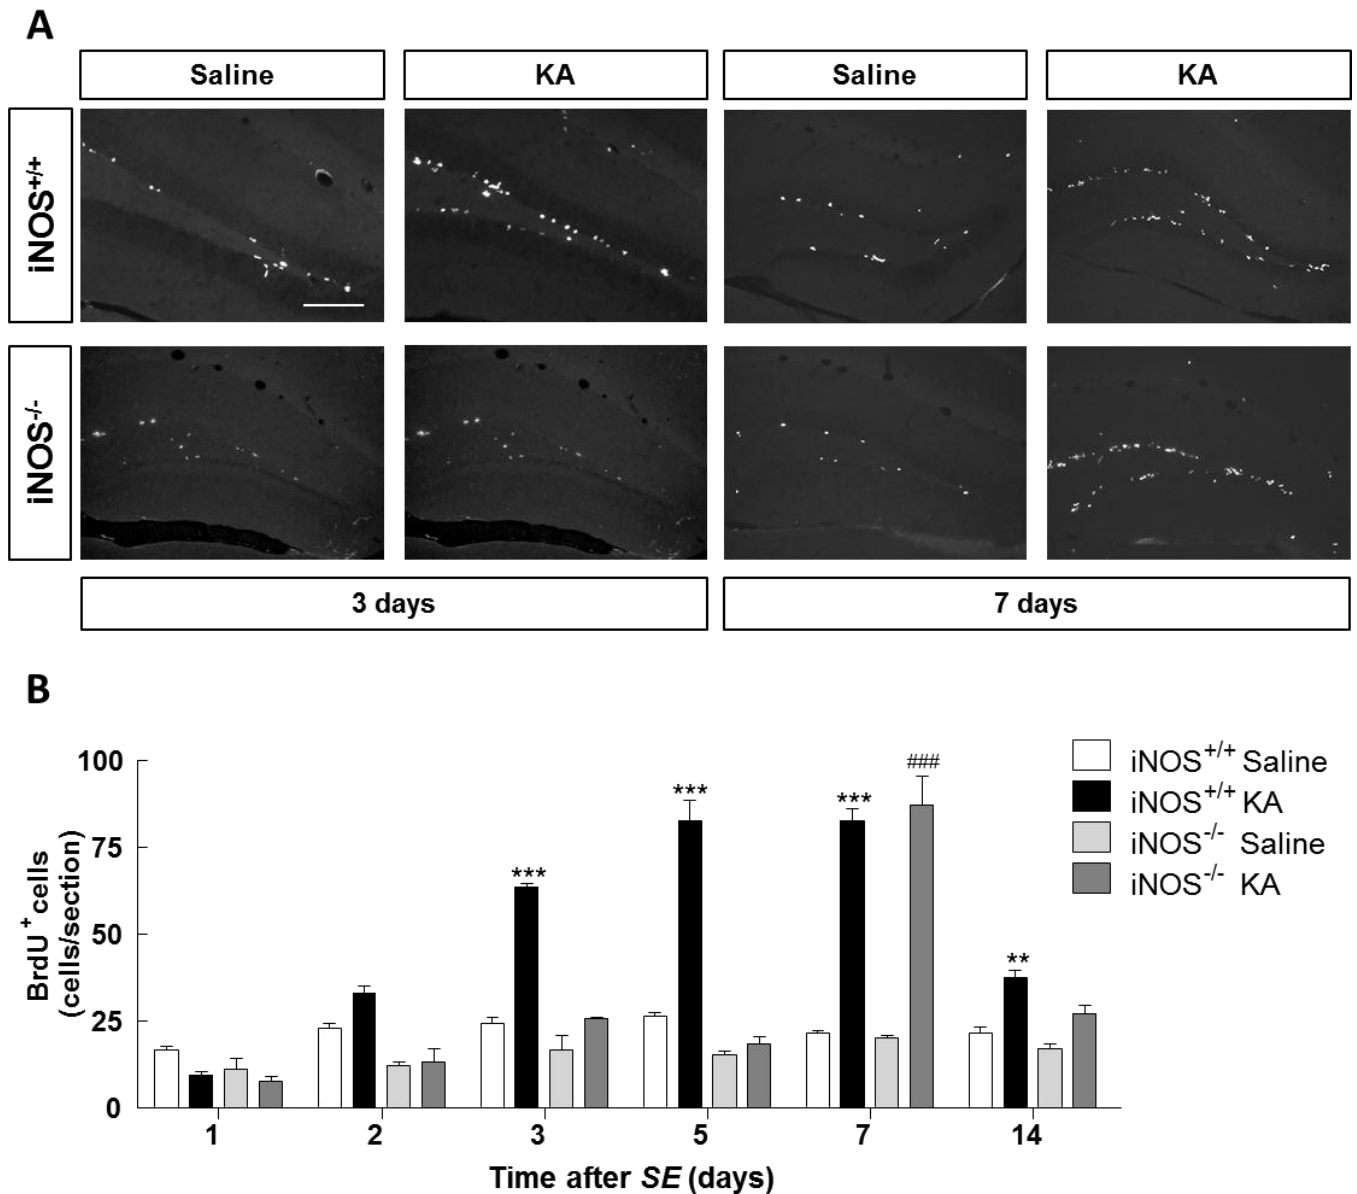 A
Saline KA Saline KA
iNOS+/+
iNOS-/-
3 days 7 days
B
BrdU+ cells
(cells/section)
100
75
50
25
0
***
***
***
###
**
1 2 3 5 7 14
Time after SE (days)
iNOS+/+ Saline
iNOS+/+ KA
iNOS-/- Saline
iNOS-/- KA